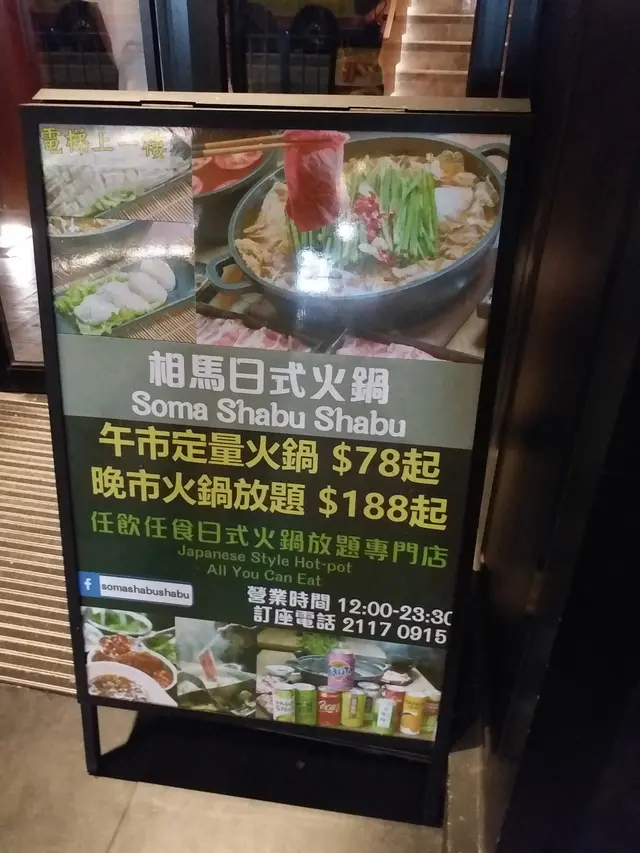 電梯上一樓
相馬日式火鍋
Soma Shabu Shabu
午市定量火鍋 $78起
晚市火鍋放題 $188起
任飲任食日式火鍋放題專門店
Japanese Style Hot-pot
All You Can Eat
f somashabushabu
營業時間 12:00-23:30
訂座電話 2117 0915